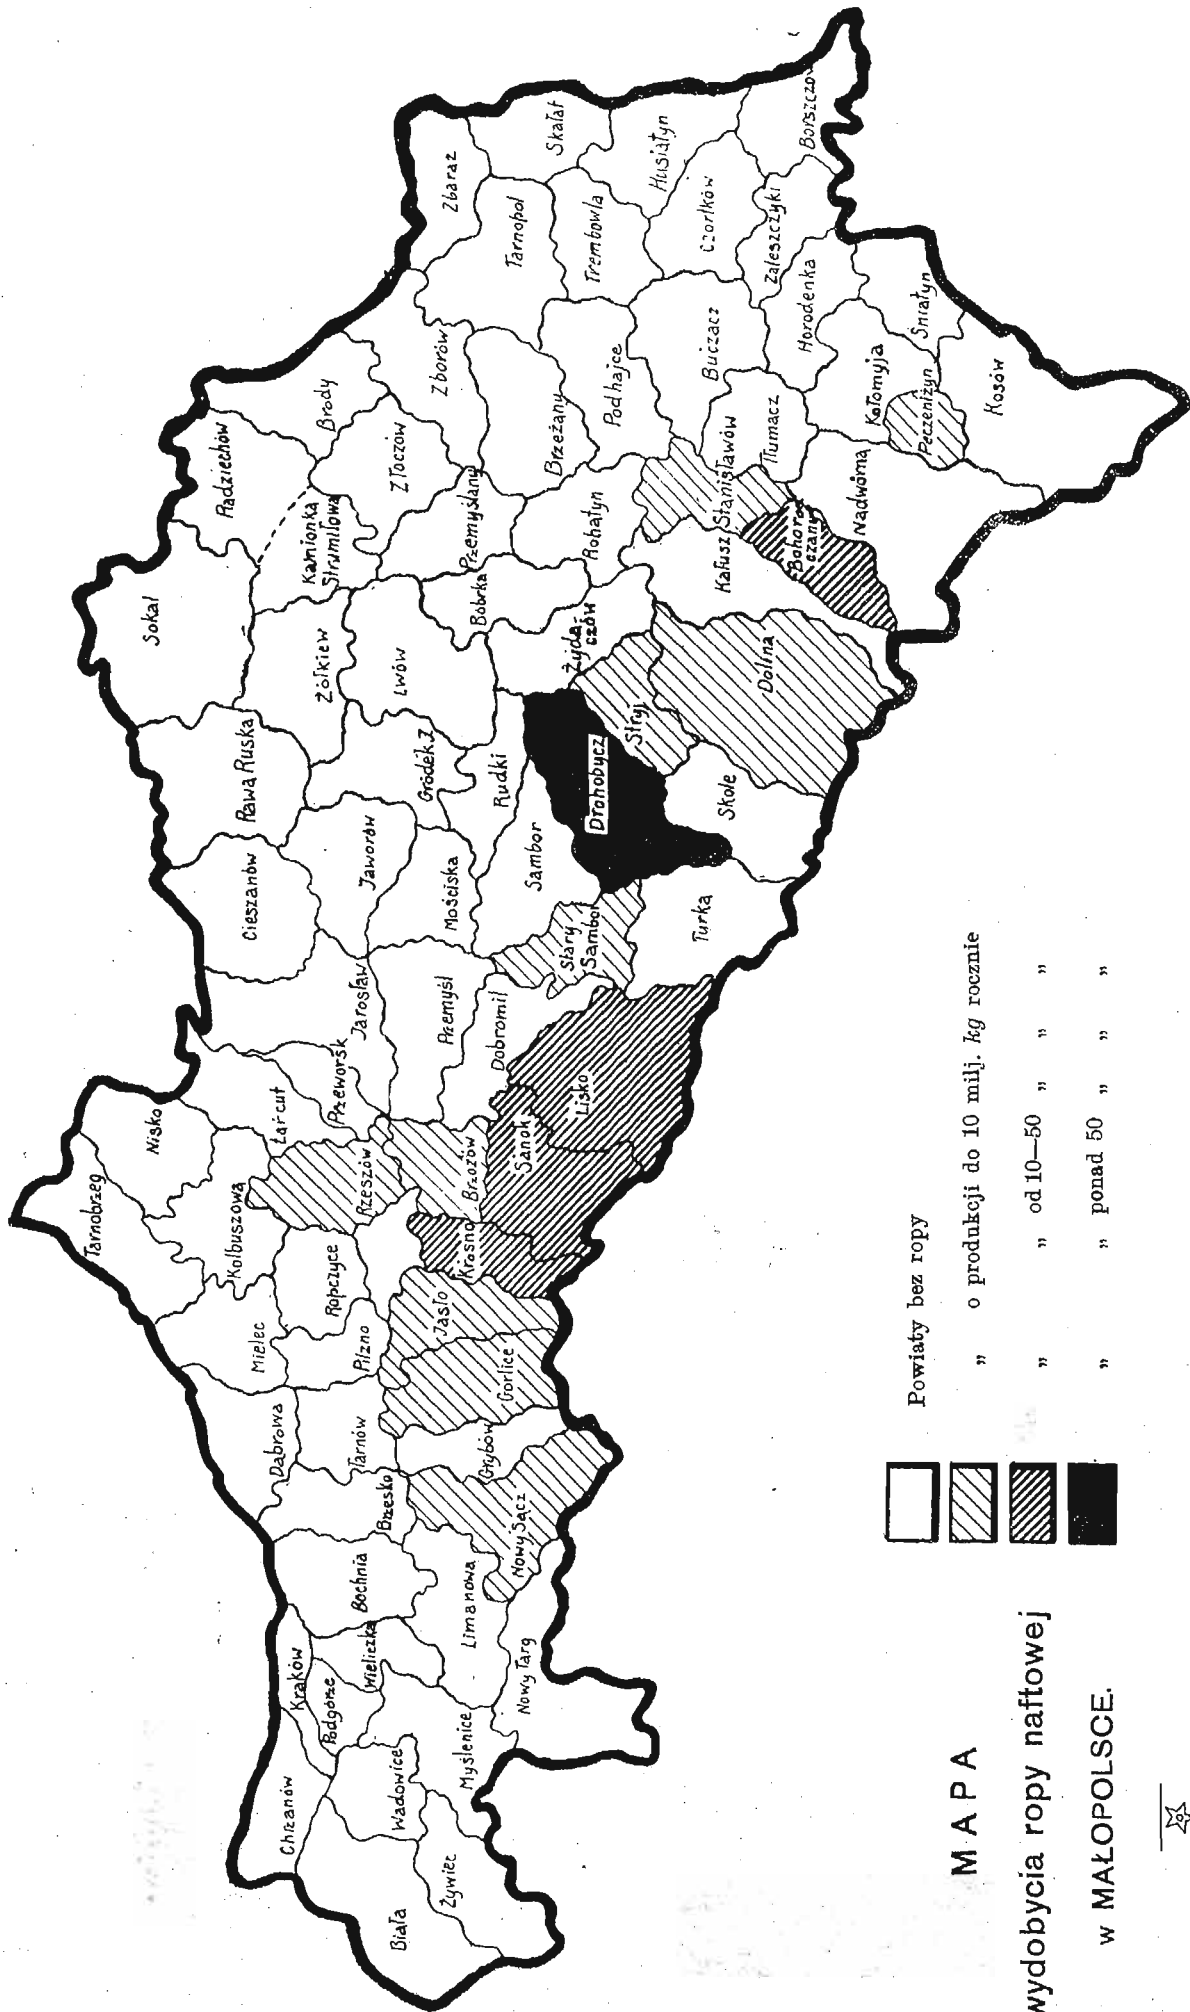 MAPA
wydobycia ropy naftowej
w MAŁOPOLSCE.
Powiaty bez ropy
„ o produkcji do 10 milj. kg rocznie
„ „ od 10—50 „ „ „
„ „ ponad 50 „ „ „
Biała
Żywiec
Chrzanów
Wadowice
Myślenice
Kraków
Podgórze
Wieliczka
Nowy Targ
Limanowa
Bochnia
Brzesko
Nowy Sącz
Grybów
Dąbrowa
Tarnów
Gorlice
Mielec
Pilzno
Jasło
Ropczyce
Krosno
Tarnobrzeg
Kolbuszowa
Rzeszów
Brzozów
Sanok
Nisko
Łańcut
Przeworsk
Lisko
Jarosław
Przemyśl
Dobromil
Cieszanów
Jaworów
Mościska
Sambor
Stary
Sambor
Turka
Rawa Ruska
Gródek J
Rudki
Drohobycz
Skole
Sokal
Żółkiew
Lwów
Stryj
Dolina
Żyda-
czów
Bóbrka
Radziechów
Kamionka
Strumiłowa
Przemyślany
Rohatyn
Kałusz
Stanisławów
Bohorod
czany
Nadwórna
Brody
Złoczów
Zborów
Brzeżany
Podhajce
Buczacz
Tłumacz
Kołomyja
Peczeniżyn
Kosów
Śniatyn
Horodenka
Zaleszczyki
Borszczów
Czortków
Husiatyn
Trembowla
Tarnopol
Skałat
Zbaraż